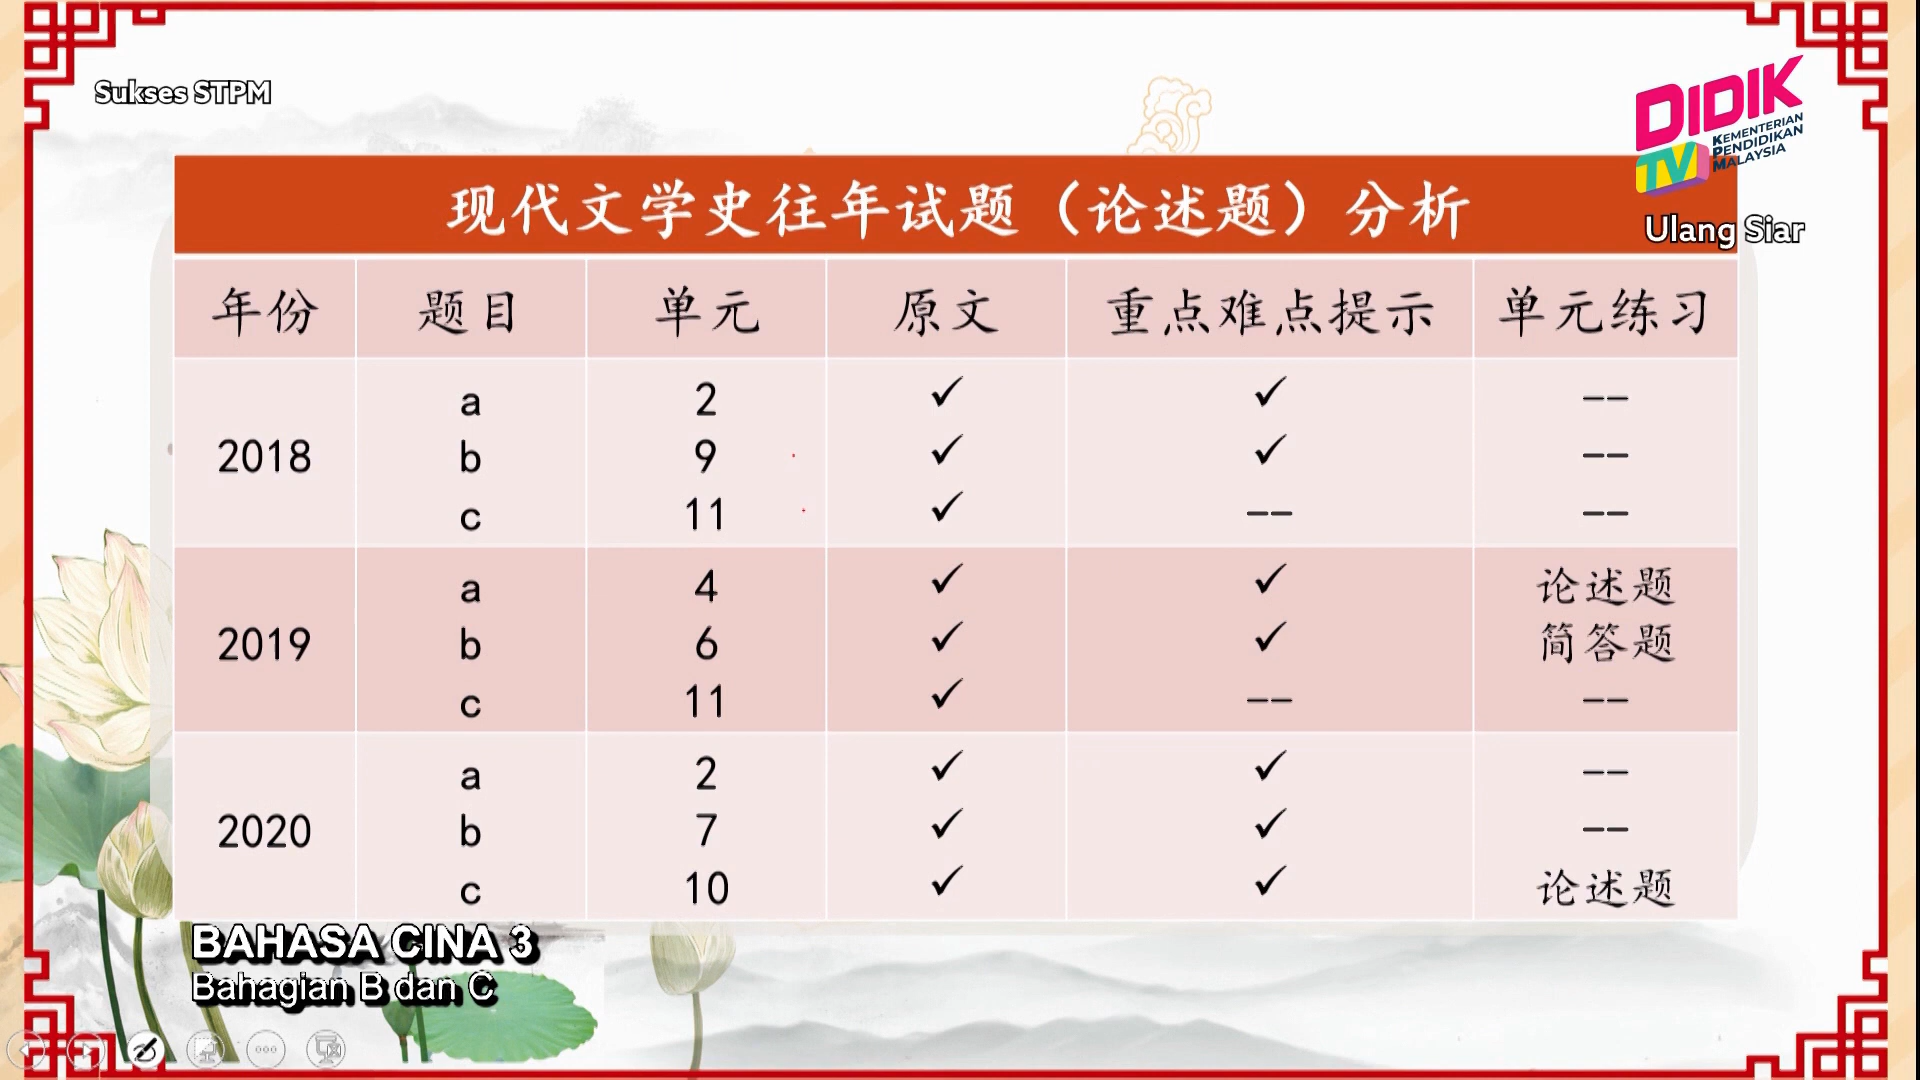 Sukses STPM
DIDIK
TV
KEMENTERIAN
PENDIDIKAN
MALAYSIA
Ulang Siar
现代文学史往年试题（论述题）分析
年份 题目 单元 原文 重点难点提示 单元练习
2018
a 2 ✓ ✓ --
b 9 ✓ ✓ --
c 11 ✓ -- --
2019
a 4 ✓ ✓ 论述题
b 6 ✓ ✓ 简答题
c 11 ✓ -- --
2020
a 2 ✓ ✓ --
b 7 ✓ ✓ --
c 10 ✓ ✓ 论述题
BAHASA CINA 3
Bahagian B dan C